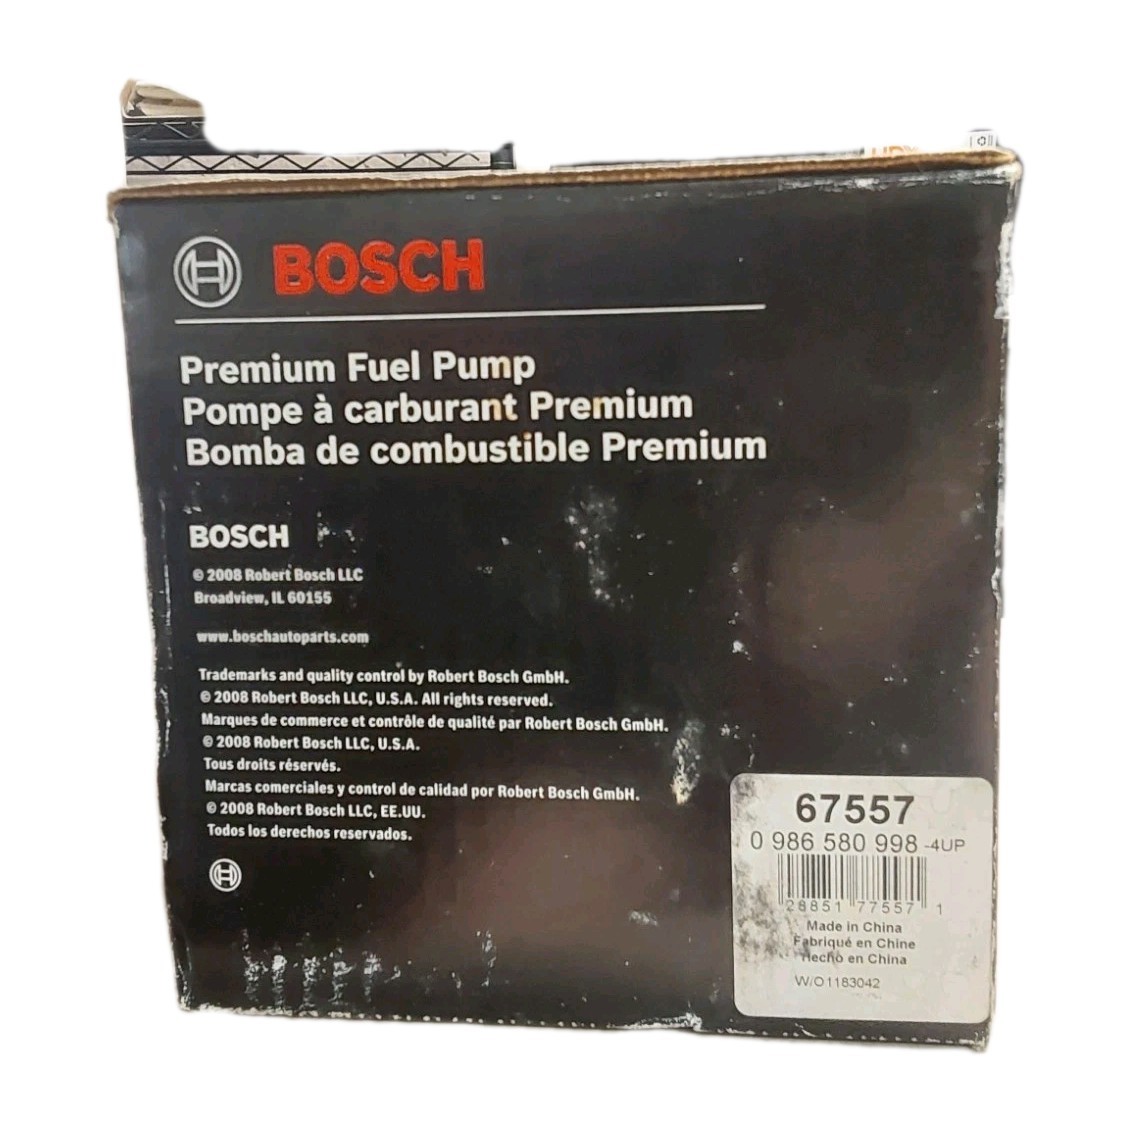 BOSCH
Premium Fuel Pump
Pompe à carburant Premium
Bomba de combustible Premium
BOSCH
© 2008 Robert Bosch LLC
Broadview, IL 60155
www.boschautoparts.com
Trademarks and quality control by Robert Bosch GmbH.
© 2008 Robert Bosch LLC, U.S.A. All rights reserved.
Marques de commerce et contrôle de qualité par Robert Bosch GmbH.
© 2008 Robert Bosch LLC, U.S.A.
Tous droits réservés.
Marcas comerciales y control de calidad por Robert Bosch GmbH.
© 2008 Robert Bosch LLC, EE.UU.
Todos los derechos reservados.
67557
0 986 580 998 -4UP
28851 77557 1
Made in China
Fabriqué en Chine
Hecho en China
W/O1183042